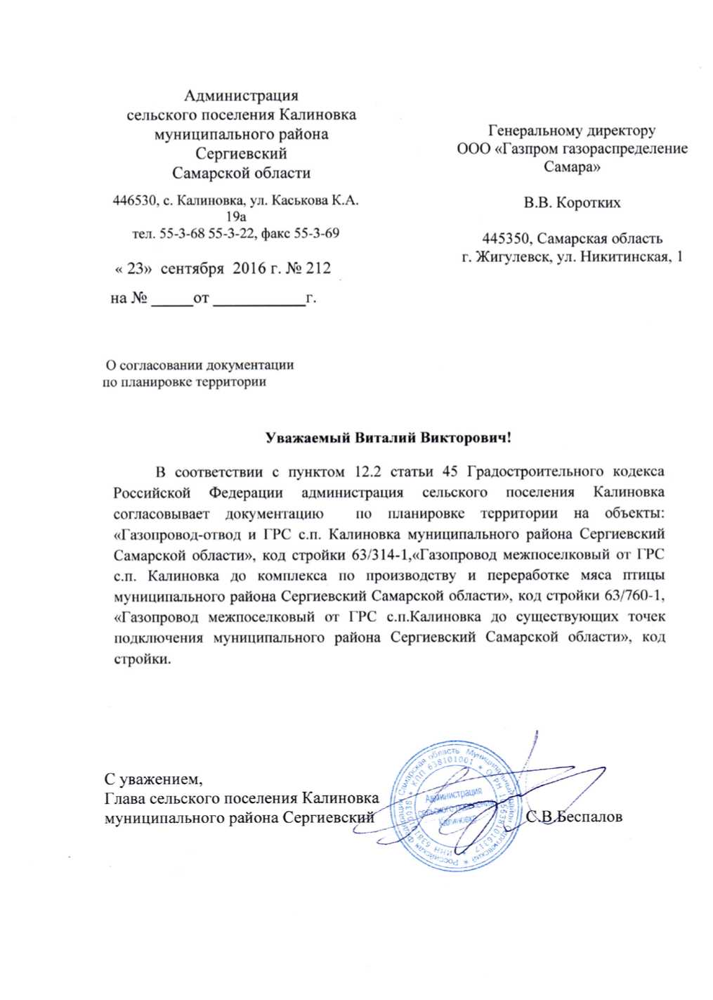 Администрация
сельского поселения Калиновка
муниципального района
Сергиевский
Самарской области
446530, с. Калиновка, ул. Каськова К.А.
19а
тел. 55-3-68 55-3-22, факс 55-3-69
« 23» сентября 2016 г. № 212
на № _____от ___________г.
Генеральному директору
ООО «Газпром газораспределение
Самара»
В.В. Коротких
445350, Самарская область
г. Жигулевск, ул. Никитинская, 1
О согласовании документации
по планировке территории
Уважаемый Виталий Викторович!
В соответствии с пунктом 12.2 статьи 45 Градостроительного кодекса
Российской Федерации администрация сельского поселения Калиновка
согласовывает документацию по планировке территории на объекты:
«Газопровод-отвод и ГРС с.п. Калиновка муниципального района Сергиевский
Самарской области», код стройки 63/314-1,«Газопровод межпоселковый от ГРС
с.п. Калиновка до комплекса по производству и переработке мяса птицы
муниципального района Сергиевский Самарской области», код стройки 63/760-1,
«Газопровод межпоселковый от ГРС с.п.Калиновка до существующих точек
подключения муниципального района Сергиевский Самарской области», код
стройки.
С уважением,
Глава сельского поселения Калиновка
муниципального района Сергиевский
С.В.Беспалов
Российская Федерация Самарская область Муниципальный район Сергиевский
КПП 638101001 * ОГРН
ИНН
Администрация
сельского поселения
Калиновка